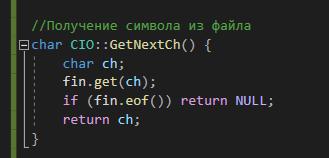 //Получение символа из файла
char CIO::GetNextCh() {
char ch;
fin.get(ch);
if (fin.eof()) return NULL;
return ch;
}